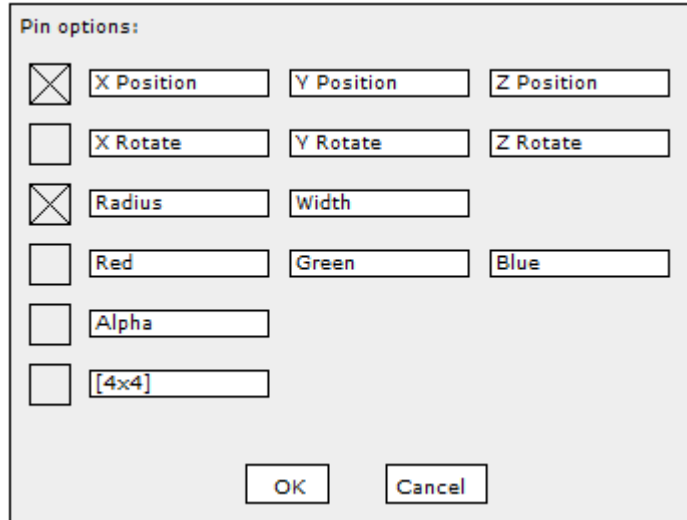 Pin options:
X Position Y Position Z Position
X Rotate Y Rotate Z Rotate
Radius Width
Red Green Blue
Alpha
[4x4]
OK Cancel